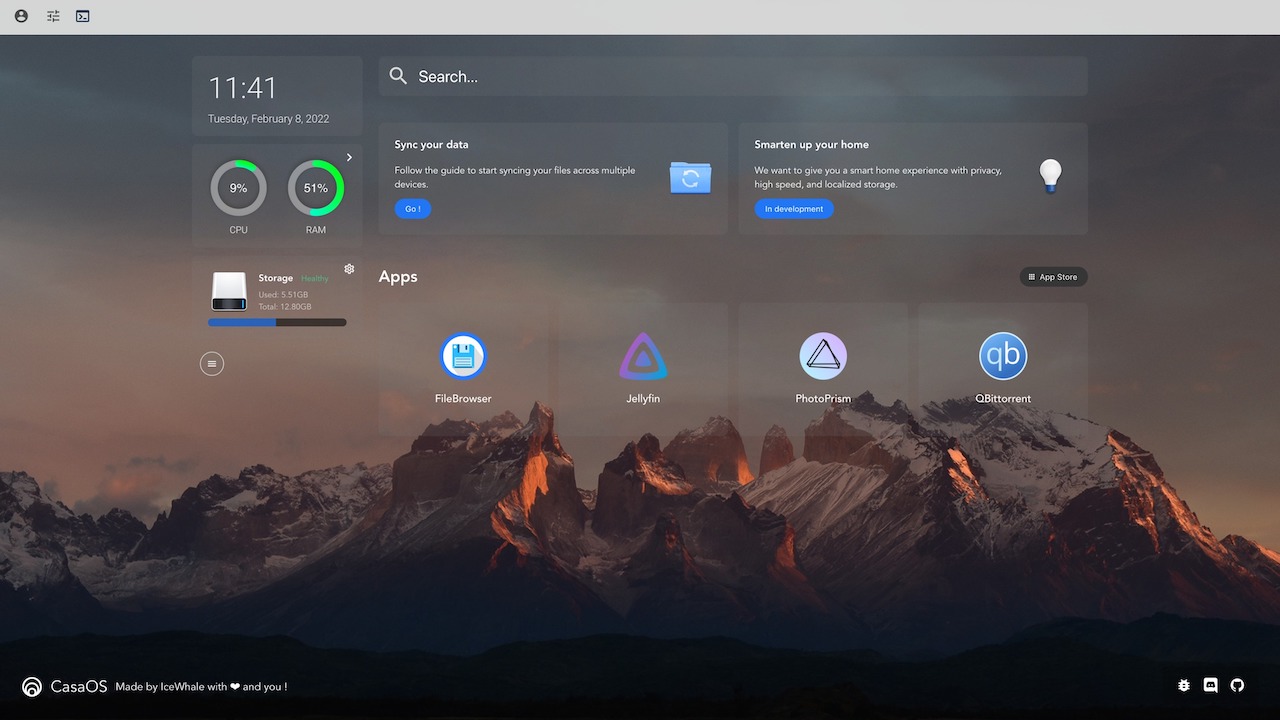 11:41
Tuesday, February 8, 2022
9%
51%
CPU
RAM
Storage Healthy
Used: 5.51GB
Total: 12.80GB
Search...
Sync your data
Follow the guide to start syncing your files across multiple
devices.
Go !
Smarten up your home
We want to give you a smart home experience with privacy,
high speed, and localized storage.
In development
Apps
App Store
FileBrowser
Jellyfin
PhotoPrism
qb
QBittorrent
CasaOS Made by IceWhale with ❤ and you !